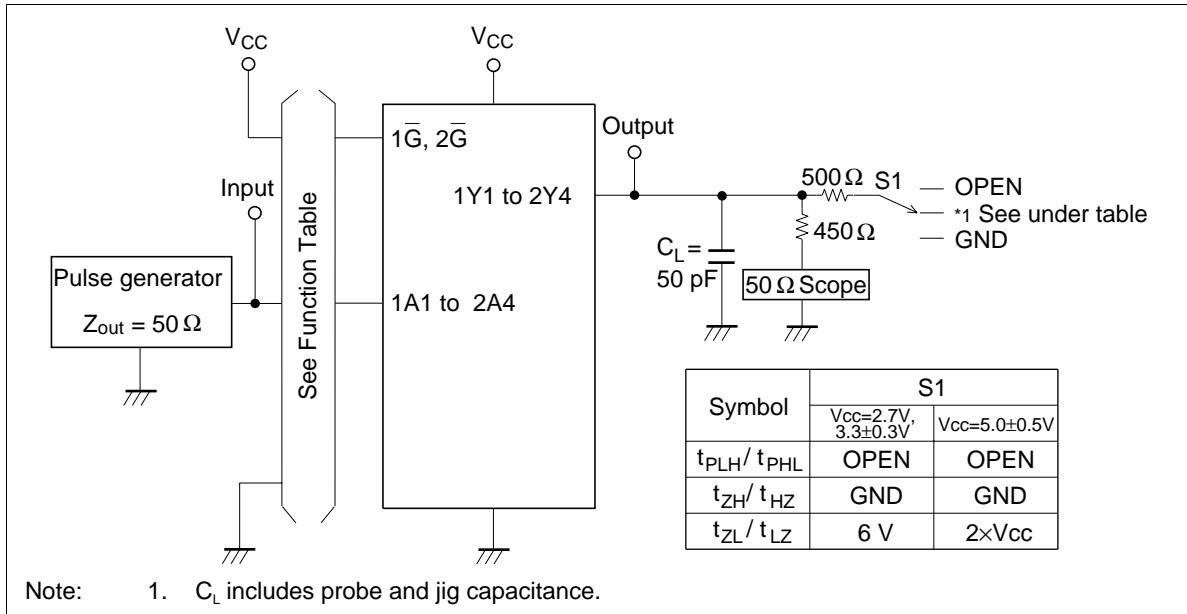 VCC
VCC
1G̅, 2G̅
Output
Input
1Y1 to 2Y4
500 Ω
S1
OPEN
*1 See under table
GND
450 Ω
CL =
50 pF
50 Ω Scope
Pulse generator
Zout = 50 Ω
See Function Table
1A1 to 2A4
Symbol
S1
Vcc=2.7V,
3.3±0.3V
Vcc=5.0±0.5V
tPLH/ tPHL
OPEN
OPEN
tZH/ tHZ
GND
GND
tZL/ tLZ
6 V
2×Vcc
Note: 1. CL includes probe and jig capacitance.